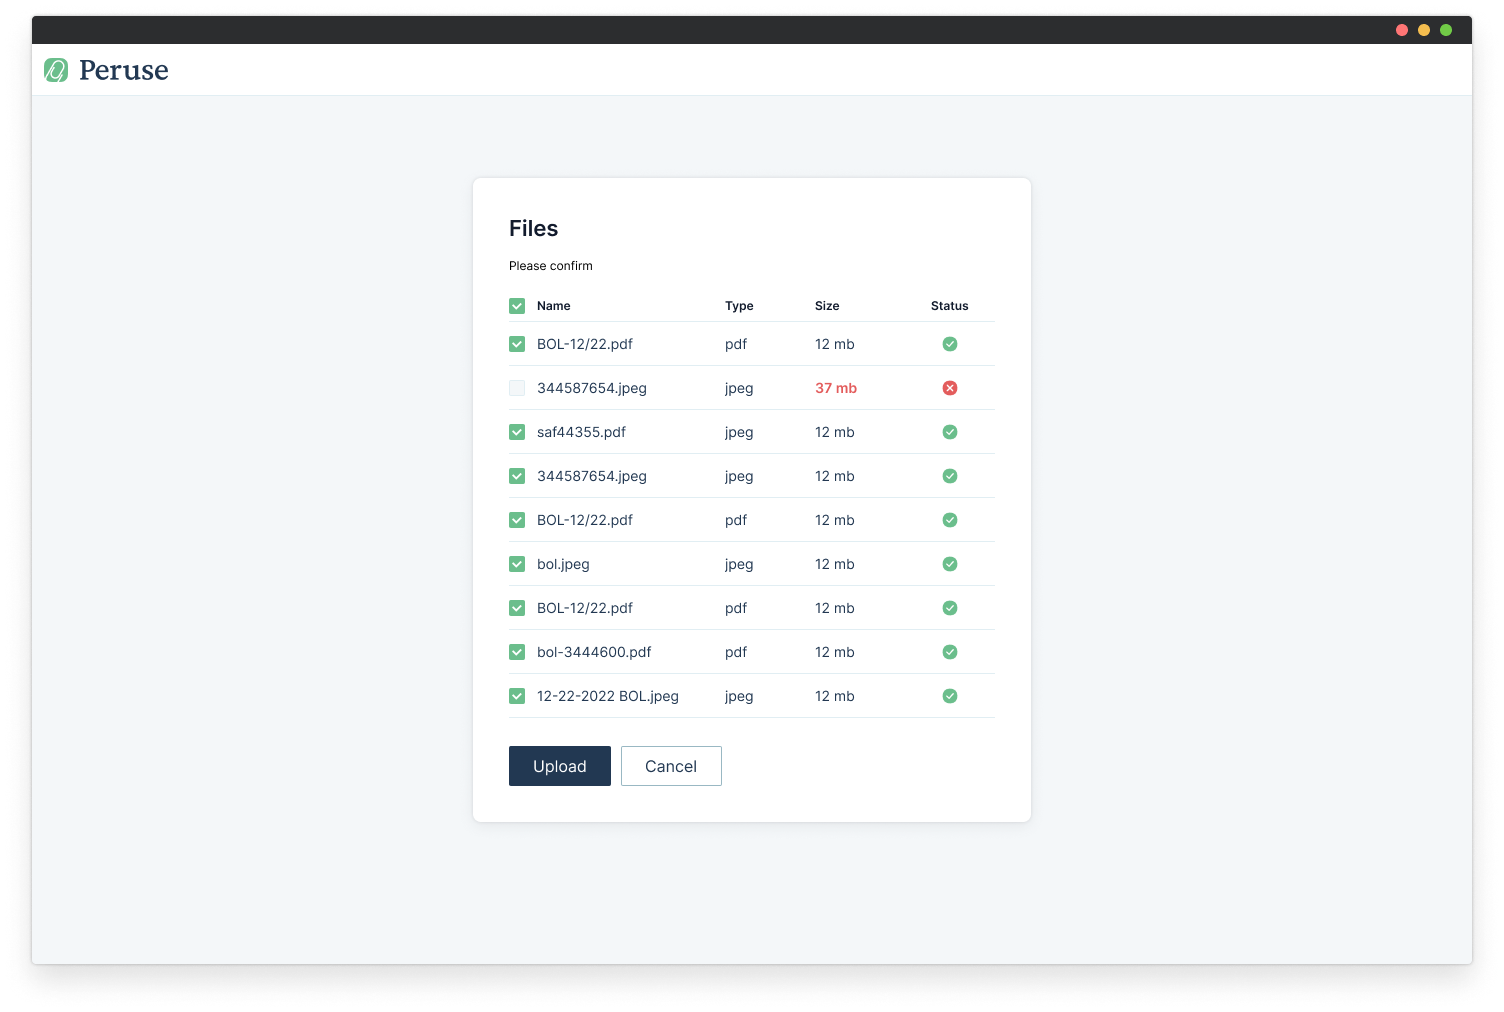 Peruse
Files
Please confirm
Name Type Size Status
BOL-12/22.pdf pdf 12 mb
344587654.jpeg jpeg 37 mb
saf44355.pdf jpeg 12 mb
344587654.jpeg jpeg 12 mb
BOL-12/22.pdf pdf 12 mb
bol.jpeg jpeg 12 mb
BOL-12/22.pdf pdf 12 mb
bol-3444600.pdf pdf 12 mb
12-22-2022 BOL.jpeg jpeg 12 mb
Upload Cancel